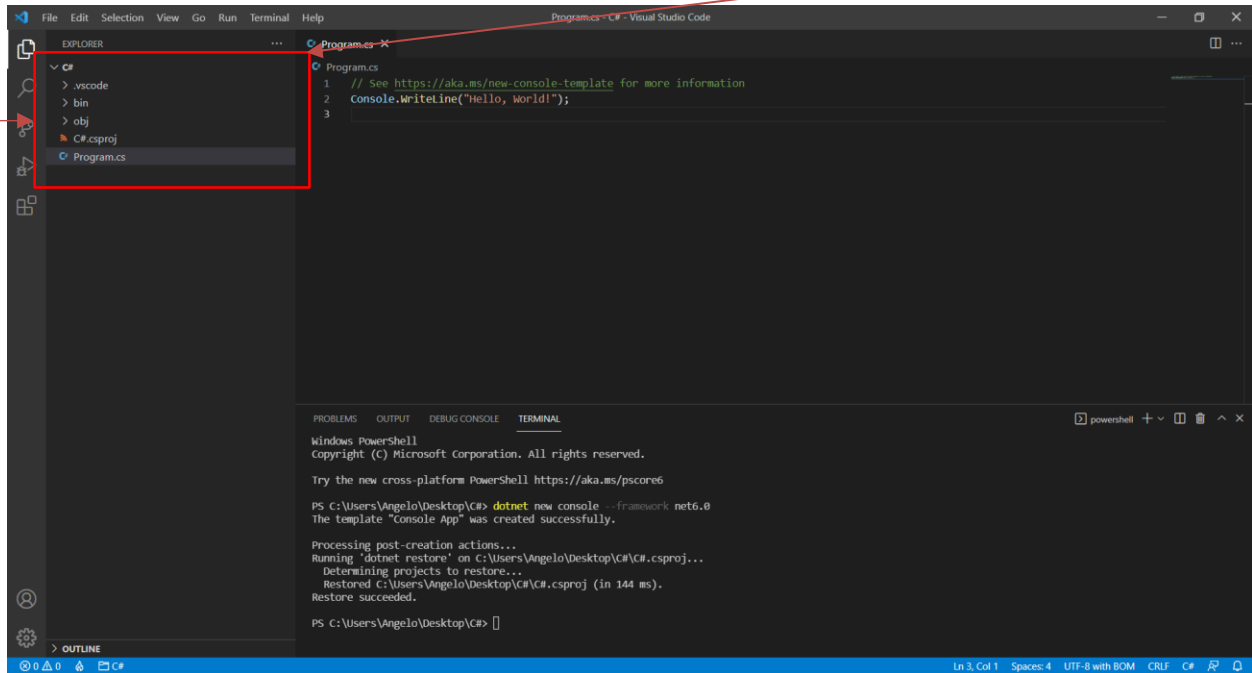 File Edit Selection View Go Run Terminal Help
Program.cs - C# - Visual Studio Code
EXPLORER
Program.cs
C#
.vscode
bin
obj
C#.csproj
Program.cs
Program.cs
1 // See https://aka.ms/new-console-template for more information
2 Console.WriteLine("Hello, World!");
3
PROBLEMS OUTPUT DEBUG CONSOLE TERMINAL
powershell
Windows PowerShell
Copyright (C) Microsoft Corporation. All rights reserved.
Try the new cross-platform PowerShell https://aka.ms/pscore6
PS C:\Users\Angelo\Desktop\C#> dotnet new console --framework net6.0
The template "Console App" was created successfully.
Processing post-creation actions...
Running 'dotnet restore' on C:\Users\Angelo\Desktop\C#\C#.csproj...
Determining projects to restore...
Restored C:\Users\Angelo\Desktop\C#\C#.csproj (in 144 ms).
Restore succeeded.
PS C:\Users\Angelo\Desktop\C#>
OUTLINE
0 0 C#
Ln 3, Col 1 Spaces: 4 UTF-8 with BOM CRLF C#